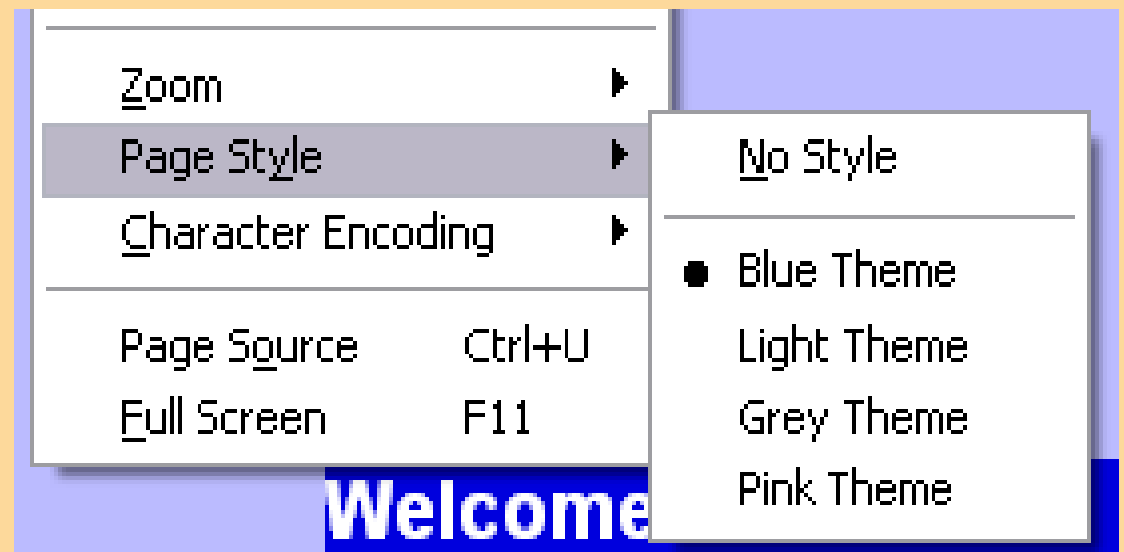 Zoom
Page Style
Character Encoding
Page Source Ctrl+U
Full Screen F11
No Style
Blue Theme
Light Theme
Grey Theme
Pink Theme
Welcome